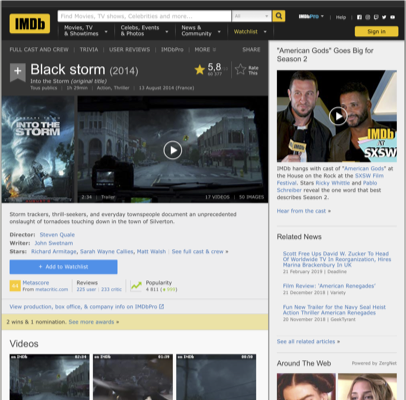 IMDb
Find Movies, TV shows, Celebrities and more...
All
IMDbPro
Help
Movies, TV & Showtimes
Celebs, Events & Photos
News & Community
Watchlist
Sign in
FULL CAST AND CREW | TRIVIA | USER REVIEWS | IMDbPro | MORE
SHARE
Black storm (2014)
Into the Storm (original title)
Tous publics | 1h 29min | Action, Thriller | 13 August 2014 (France)
5,8
Rate This
INTO THE STORM
2:34 | Trailer
17 VIDEOS | 50 IMAGES
Storm trackers, thrill-seekers, and everyday townspeople document an unprecedented
onslaught of tornadoes touching down in the town of Silverton.
Director: Steven Quale
Writer: John Swetnam
Stars: Richard Armitage, Sarah Wayne Callies, Matt Walsh | See full cast & crew »
+ Add to Watchlist
Metascore
From metacritic.com
Reviews
225 user | 233 critic
Popularity
4 811
View production, box office, & company info on IMDbPro
2 wins & 1 nomination. See more awards »
Videos
"American Gods" Goes Big for
Season 2
IMDb
SXSW
IMDb hangs with cast of "American Gods" at
the House on the Rock at the SXSW Film
Festival. Stars Ricky Whittle and Pablo
Schreiber reveal the one word that best
describes Season 2.
Hear from the cast »
Related News
Scott Free Ups David W. Zucker To Head
Of Worldwide TV In Reorganization, Hires
Marina Brackenbury In UK
21 February 2019 | Deadline
Film Review: 'American Renegades'
21 December 2018 | Variety
Fun New Trailer for the Navy Seal Heist
Action Thriller American Renegades
20 November 2018 | GeekTyrant
See all related articles »
Around The Web
Powered by ZergNet